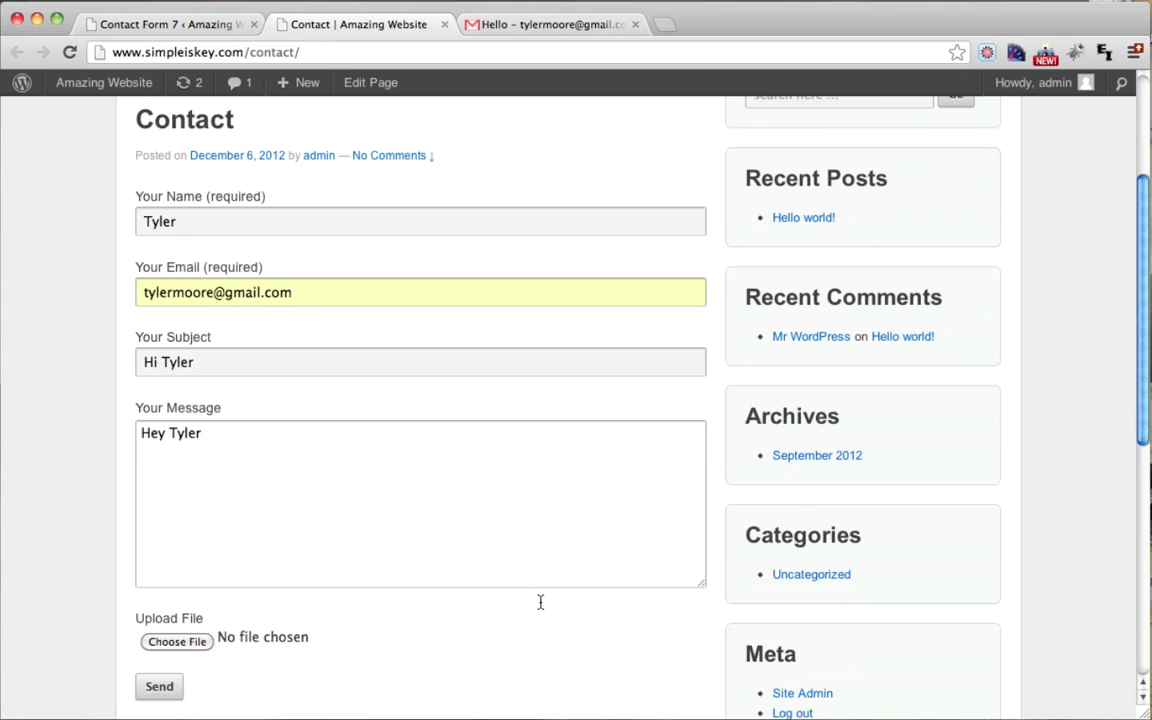 Contact Form 7 ‹ Amazing W
Contact | Amazing Website
Hello – tylermoore@gmail.co
www.simpleiskey.com/contact/
NEW!
Amazing Website
2
1
New
Edit Page
Howdy, admin
search here ...
Contact
Posted on December 6, 2012 by admin — No Comments ↓
Your Name (required)
Tyler
Your Email (required)
tylermoore@gmail.com
Your Subject
Hi Tyler
Your Message
Hey Tyler
Upload File
Choose File No file chosen
Send
Recent Posts
Hello world!
Recent Comments
Mr WordPress on Hello world!
Archives
September 2012
Categories
Uncategorized
Meta
Site Admin
Log out